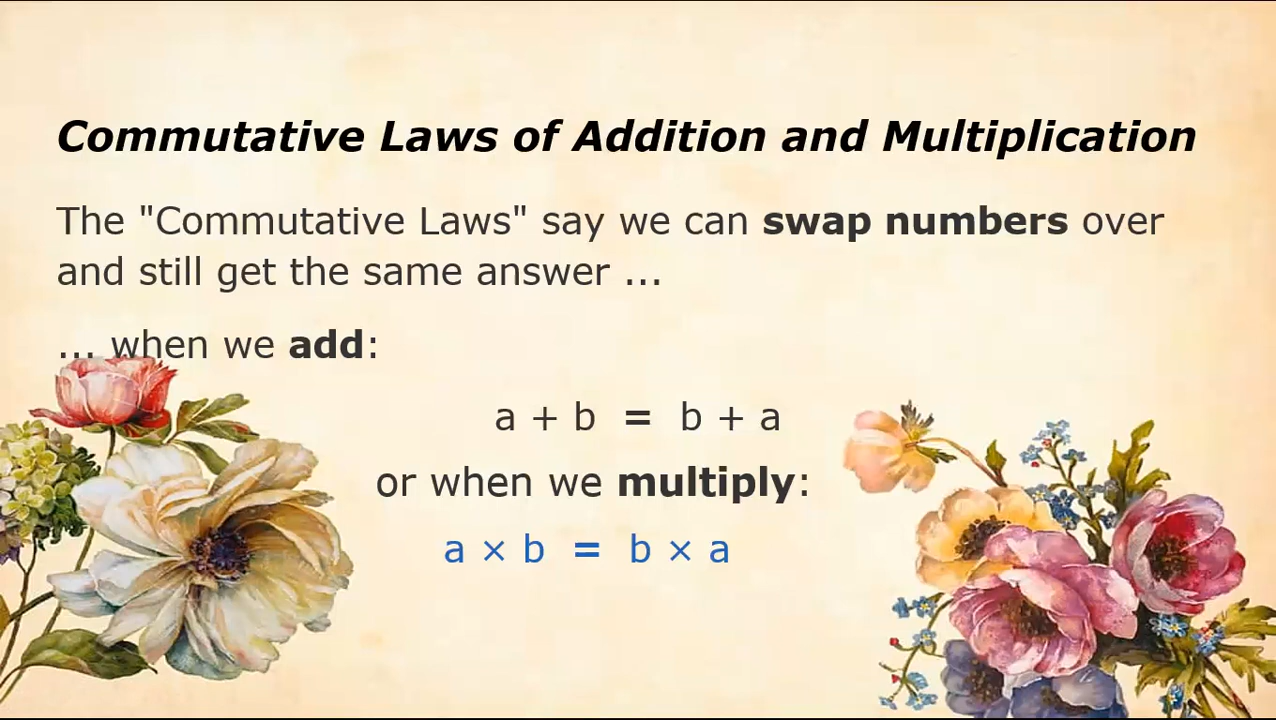 Commutative Laws of Addition and Multiplication
The "Commutative Laws" say we can swap numbers over
and still get the same answer ...
... when we add:
a + b = b + a
or when we multiply:
a × b = b × a